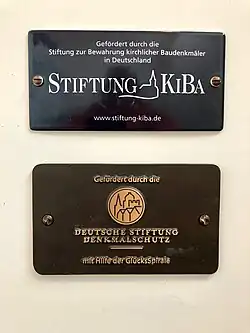 Gefördert durch die
Stiftung zur Bewahrung kirchlicher Baudenkmäler
in Deutschland
STIFTUNG KIBA
www.stiftung-kiba.de
Gefördert durch die
DEUTSCHE STIFTUNG
DENKMALSCHUTZ
mit Hilfe der GlücksSpirale